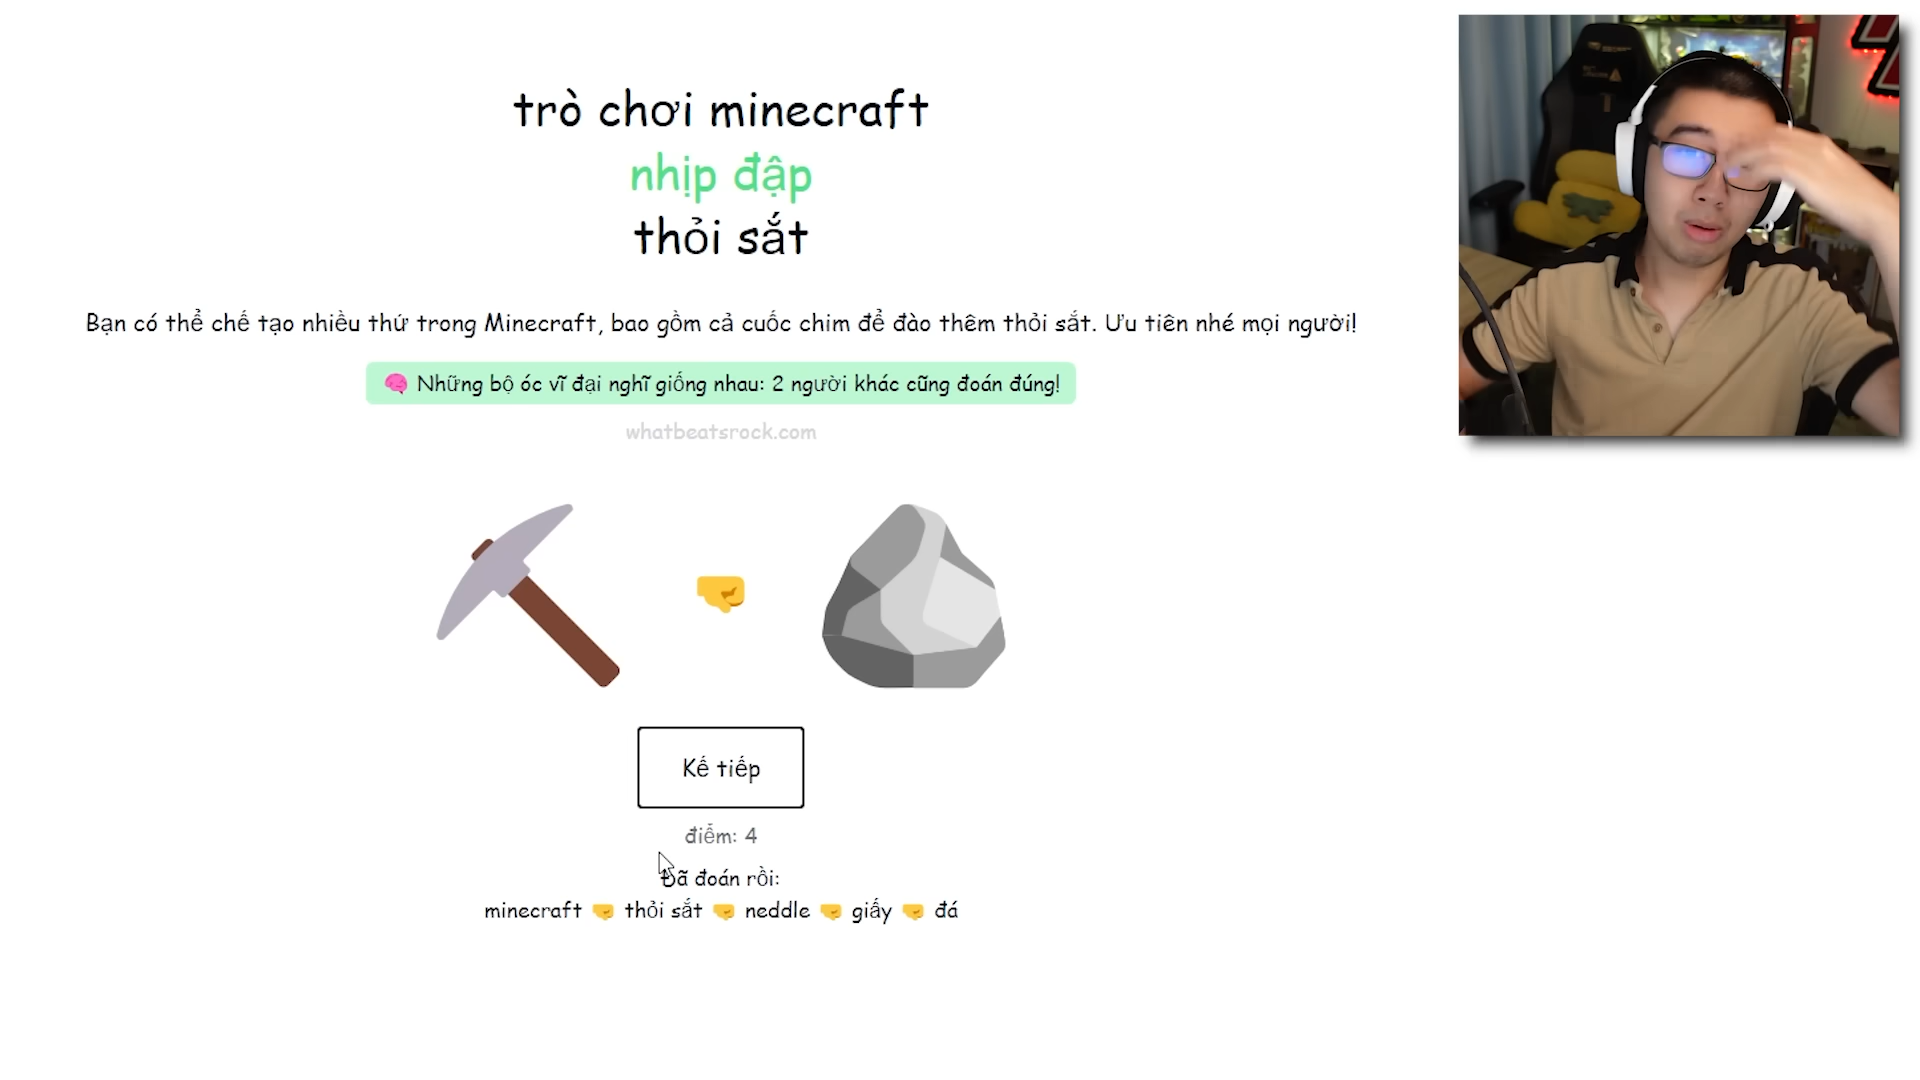 trò chơi minecraft
nhịp đập
thỏi sắt
Bạn có thể chế tạo nhiều thứ trong Minecraft, bao gồm cả cuốc chim để đào thêm thỏi sắt. Ưu tiên nhé mọi người!
Những bộ óc vĩ đại nghĩ giống nhau: 2 người khác cũng đoán đúng!
whatbeatsrock.com
Kế tiếp
điểm: 4
Đã đoán rồi:
minecraft 🤜 thỏi sắt 🤜 neddle 🤜 giấy 🤜 đá